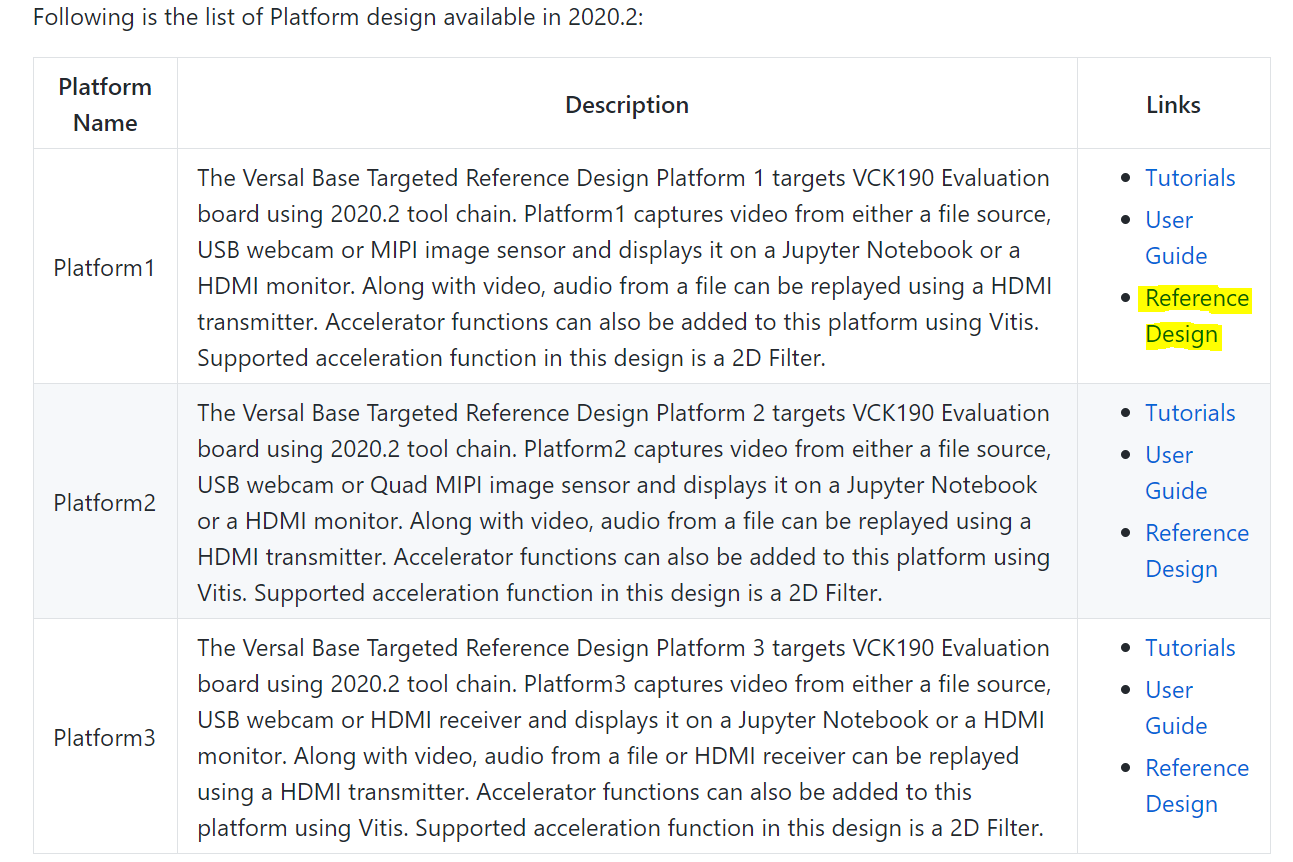 Following is the list of Platform design available in 2020.2:
Platform
Name
Description
Links
Platform1
The Versal Base Targeted Reference Design Platform 1 targets VCK190 Evaluation
board using 2020.2 tool chain. Platform1 captures video from either a file source,
USB webcam or MIPI image sensor and displays it on a Jupyter Notebook or a
HDMI monitor. Along with video, audio from a file can be replayed using a HDMI
transmitter. Accelerator functions can also be added to this platform using Vitis.
Supported acceleration function in this design is a 2D Filter.
Tutorials
User
Guide
Reference
Design
Platform2
The Versal Base Targeted Reference Design Platform 2 targets VCK190 Evaluation
board using 2020.2 tool chain. Platform2 captures video from either a file source,
USB webcam or Quad MIPI image sensor and displays it on a Jupyter Notebook
or a HDMI monitor. Along with video, audio from a file can be replayed using a
HDMI transmitter. Accelerator functions can also be added to this platform using
Vitis. Supported acceleration function in this design is a 2D Filter.
Tutorials
User
Guide
Reference
Design
Platform3
The Versal Base Targeted Reference Design Platform 3 targets VCK190 Evaluation
board using 2020.2 tool chain. Platform3 captures video from either a file source,
USB webcam or HDMI receiver and displays it on a Jupyter Notebook or a HDMI
monitor. Along with video, audio from a file or HDMI receiver can be replayed
using a HDMI transmitter. Accelerator functions can also be added to this
platform using Vitis. Supported acceleration function in this design is a 2D Filter.
Tutorials
User
Guide
Reference
Design